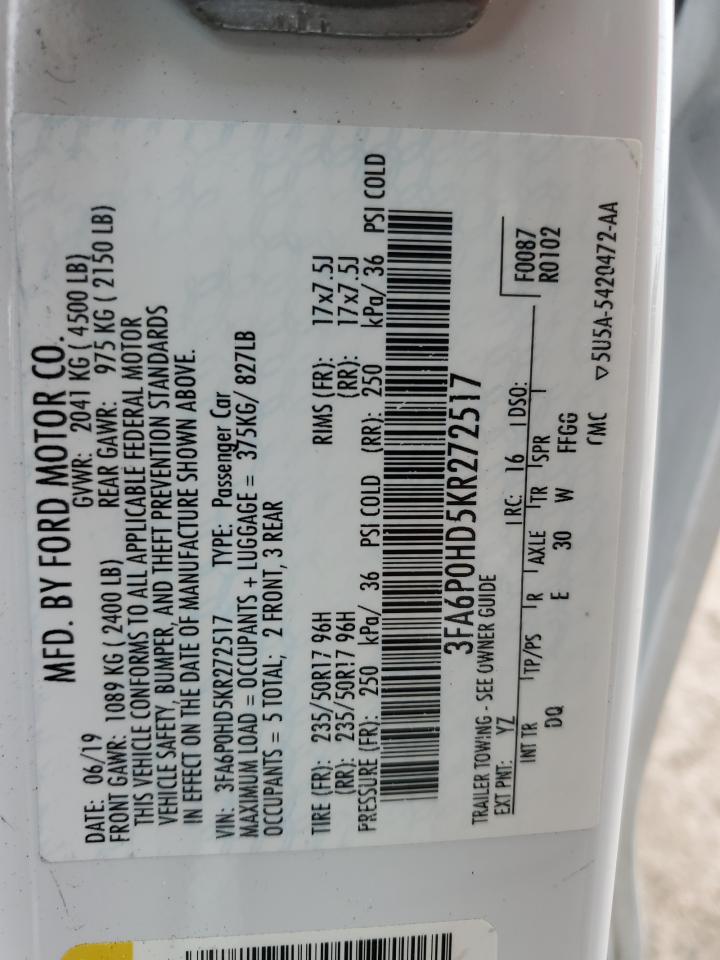 MFD. BY FORD MOTOR CO.
DATE: 06/19 GVWR: 2041 KG ( 4500 LB)
FRONT GAWR: 1089 KG ( 2400 LB) REAR GAWR: 975 KG ( 2150 LB)
THIS VEHICLE CONFORMS TO ALL APPLICABLE FEDERAL MOTOR
VEHICLE SAFETY, BUMPER, AND THEFT PREVENTION STANDARDS
IN EFFECT ON THE DATE OF MANUFACTURE SHOWN ABOVE.
VIN: 3FA6P0HD5KR272517 TYPE: Passenger Car
MAXIMUM LOAD = OCCUPANTS + LUGGAGE = 375KG/ 827LB
OCCUPANTS = 5 TOTAL; 2 FRONT, 3 REAR
TIRE (FR): 235/50R17 96H RIMS (FR): 17x7.5J
(RR): 235/50R17 96H (RR): 17x7.5J
PRESSURE (FR): 250 kPa/ 36 PSI COLD (RR): 250 kPa/ 36 PSI COLD
3FA6P0HD5KR272517
TRAILER TOWING - SEE OWNER GUIDE F0087
EXT PNT: YZ RC: 16 DSO: R0102
INT TR TP/PS R AXLE TR SPR
DQ E 30 W FFGG
5U5A-5420472-AA